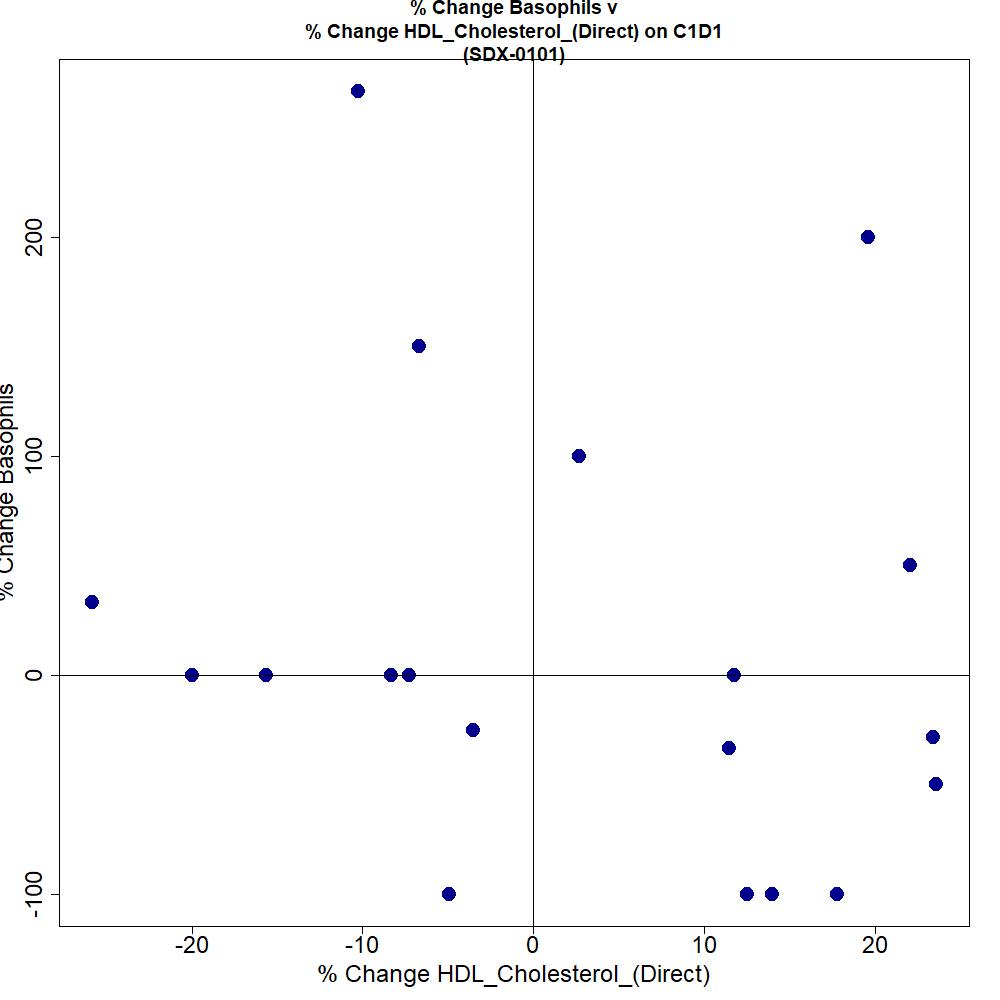 % Change Basophils v
% Change HDL_Cholesterol_(Direct) on C1D1
(SDX-0101)
% Change Basophils
200
100
0
-100
-20
-10
0
10
20
% Change HDL_Cholesterol_(Direct)